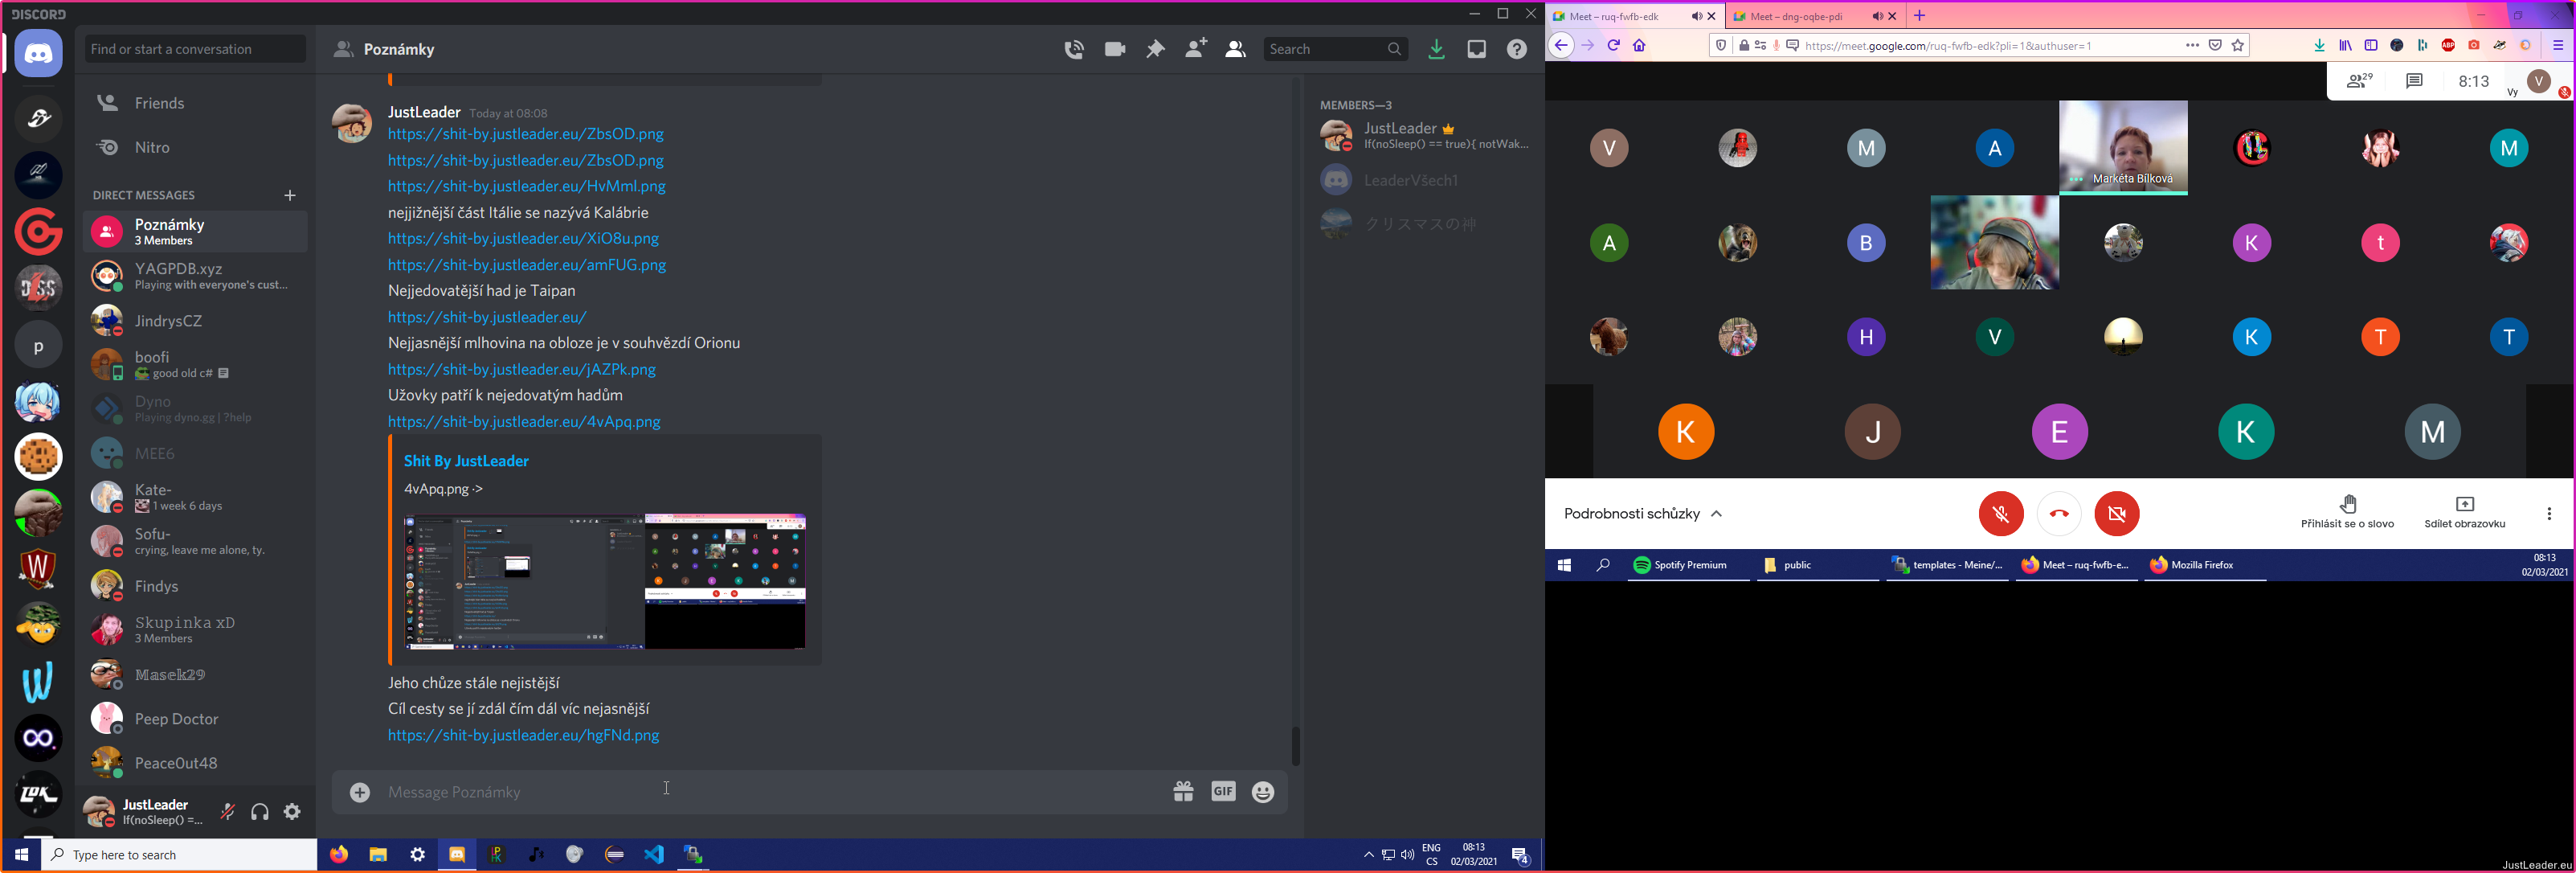 DISCORD
Find or start a conversation
Friends
Nitro
DIRECT MESSAGES
Poznámky
3 Members
YAGPDB.xyz
Playing with everyone's cust...
JindrysCZ
boofi
good old c#
Dyno
Playing dyno.gg | ?help
MEE6
Kate-
1 week 6 days
Sofu-
crying, leave me alone, ty.
Findys
Skupinka xD
3 Members
Masek29
Peep Doctor
PeaceOut48
JustLeader
If(noSleep() =...
p
Poznámky
Search
JustLeader Today at 08:08
https://shit-by.justleader.eu/ZbsOD.png
https://shit-by.justleader.eu/ZbsOD.png
https://shit-by.justleader.eu/HvMml.png
nejjižnější část Itálie se nazývá Kalábrie
https://shit-by.justleader.eu/XiO8u.png
https://shit-by.justleader.eu/amFUG.png
Nejjedovatější had je Taipan
https://shit-by.justleader.eu/
Nejjasnější mlhovina na obloze je v souhvězdí Orionu
https://shit-by.justleader.eu/jAZPk.png
Užovky patří k nejedovatým hadům
https://shit-by.justleader.eu/4vApq.png
Shit By JustLeader
4vApq.png ->
Jeho chůze stále nejistější
Cíl cesty se jí zdál čím dál víc nejasnější
https://shit-by.justleader.eu/hgFNd.png
Message Poznámky
GIF
MEMBERS—3
JustLeader
If(noSleep() == true){ notWak...
LeaderVšech1
クリスマスの神
Type here to search
ENG
CS
08:13
02/03/2021
4
Meet – ruq-fwfb-edk
Meet – dng-oqbe-pdi
https://meet.google.com/ruq-fwfb-edk?pli=1&authuser=1
ABP
29
8:13
Vy
V
V
M
A
Markéta Bílková
M
A
B
K
t
H
V
K
T
T
K
J
E
K
M
Podrobnosti schůzky
Přihlásit se o slovo
Sdílet obrazovku
Spotify Premium
public
templates - Meine/...
Meet – ruq-fwfb-e...
Mozilla Firefox
08:13
02/03/2021
JustLeader.eu